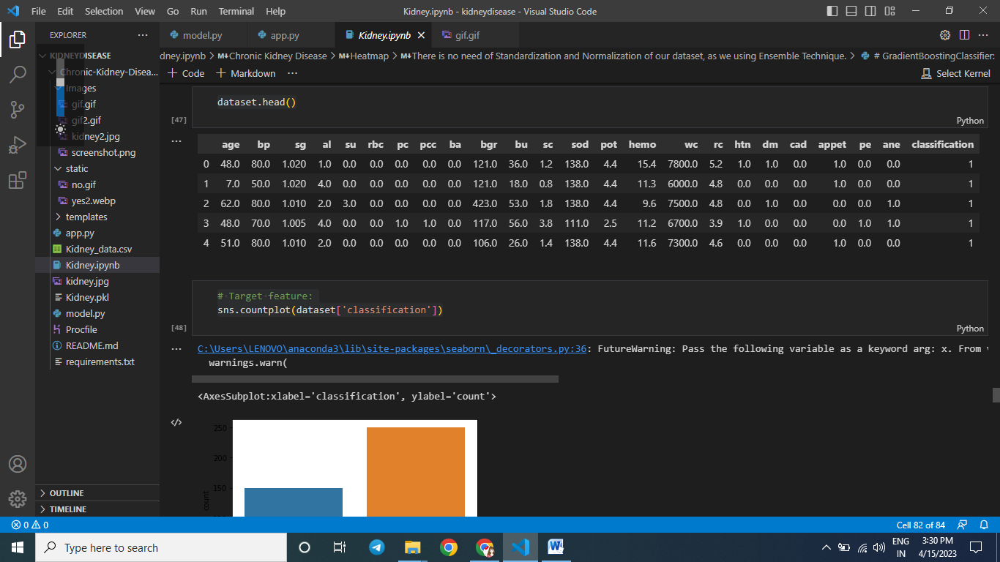 File Edit Selection View Go Run Terminal Help Kidney.ipynb - kidneydisease - Visual Studio Code
EXPLORER
model.py app.py Kidney.ipynb gif.gif
KIDNEYDISEASE
Chronic-Kidney-Disea...
Images
gif.gif
gif2.gif
kidney2.jpg
screenshot.png
static
no.gif
yes2.webp
templates
app.py
Kidney_data.csv
Kidney.ipynb
kidney.jpg
Kidney.pkl
model.py
Procfile
README.md
requirements.txt
OUTLINE
TIMELINE
dney.ipynb > Chronic Kidney Disease > Heatmap > There is no need of Standardization and Normalization of our dataset, as we using Ensemble Technique. > # GradientBoostingClassifier:
+ Code + Markdown ... Select Kernel
dataset.head()
[47] Python
age bp sg al su rbc pc pcc ba bgr bu sc sod pot hemo wc rc htn dm cad appet pe ane classification
0 48.0 80.0 1.020 1.0 0.0 0.0 0.0 0.0 0.0 121.0 36.0 1.2 138.0 4.4 15.4 7800.0 5.2 1.0 1.0 0.0 1.0 0.0 0.0 1
1 7.0 50.0 1.020 4.0 0.0 0.0 0.0 0.0 0.0 121.0 18.0 0.8 138.0 4.4 11.3 6000.0 4.8 0.0 0.0 0.0 1.0 0.0 0.0 1
2 62.0 80.0 1.010 2.0 3.0 0.0 0.0 0.0 0.0 423.0 53.0 1.8 138.0 4.4 9.6 7500.0 4.8 0.0 1.0 0.0 0.0 0.0 1.0 1
3 48.0 70.0 1.005 4.0 0.0 0.0 1.0 1.0 0.0 117.0 56.0 3.8 111.0 2.5 11.2 6700.0 3.9 1.0 0.0 0.0 0.0 1.0 1.0 1
4 51.0 80.0 1.010 2.0 0.0 0.0 0.0 0.0 0.0 106.0 26.0 1.4 138.0 4.4 11.6 7300.0 4.6 0.0 0.0 0.0 1.0 0.0 0.0 1
# Target feature:
sns.countplot(dataset['classification'])
[48] Python
C:\Users\LENOVO\anaconda3\lib\site-packages\seaborn\_decorators.py:36: FutureWarning: Pass the following variable as a keyword arg: x. From
warnings.warn(
<AxesSubplot:xlabel='classification', ylabel='count'>
250
200
150
count
0 0 Cell 82 of 84
Type here to search
ENG
IN
3:30 PM
4/15/2023